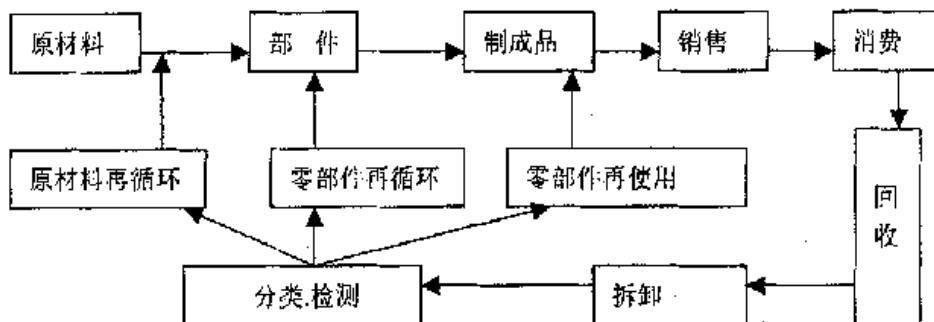 原材料
部 件
制成品
销售
消费
原材料再循环
零部件再循环
零部件再使用
回
收
分类.检测
拆卸